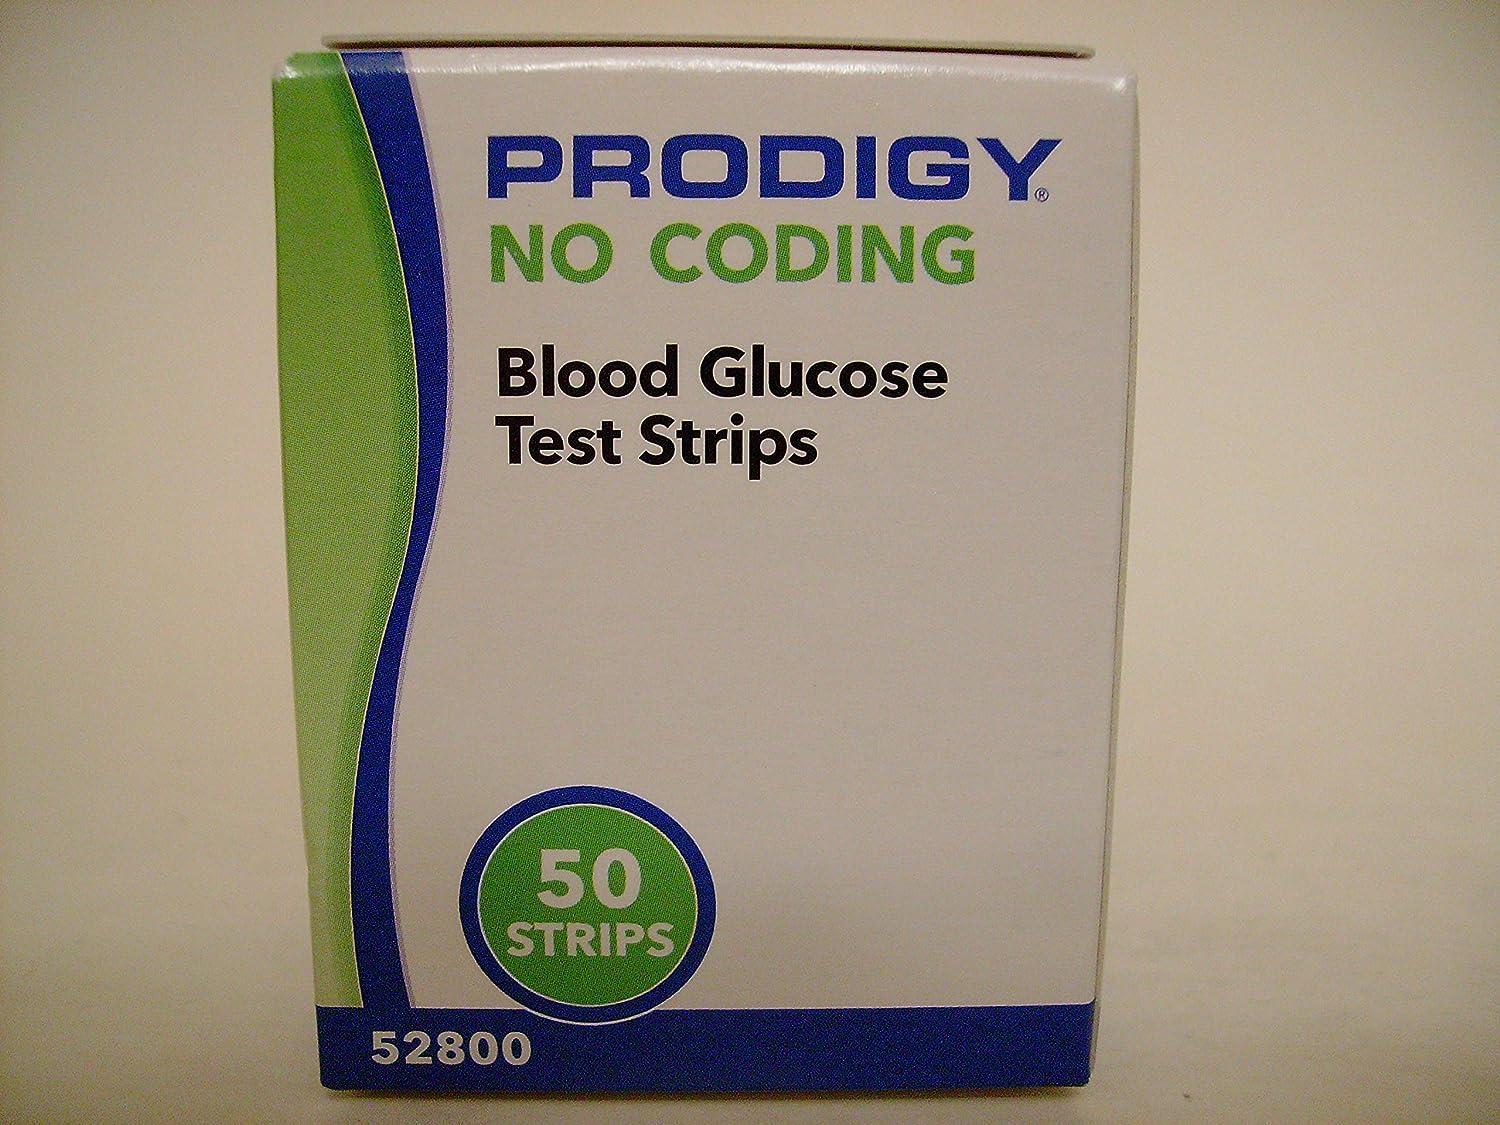 PRODIGY®
NO CODING
Blood Glucose
Test Strips
50
STRIPS
52800